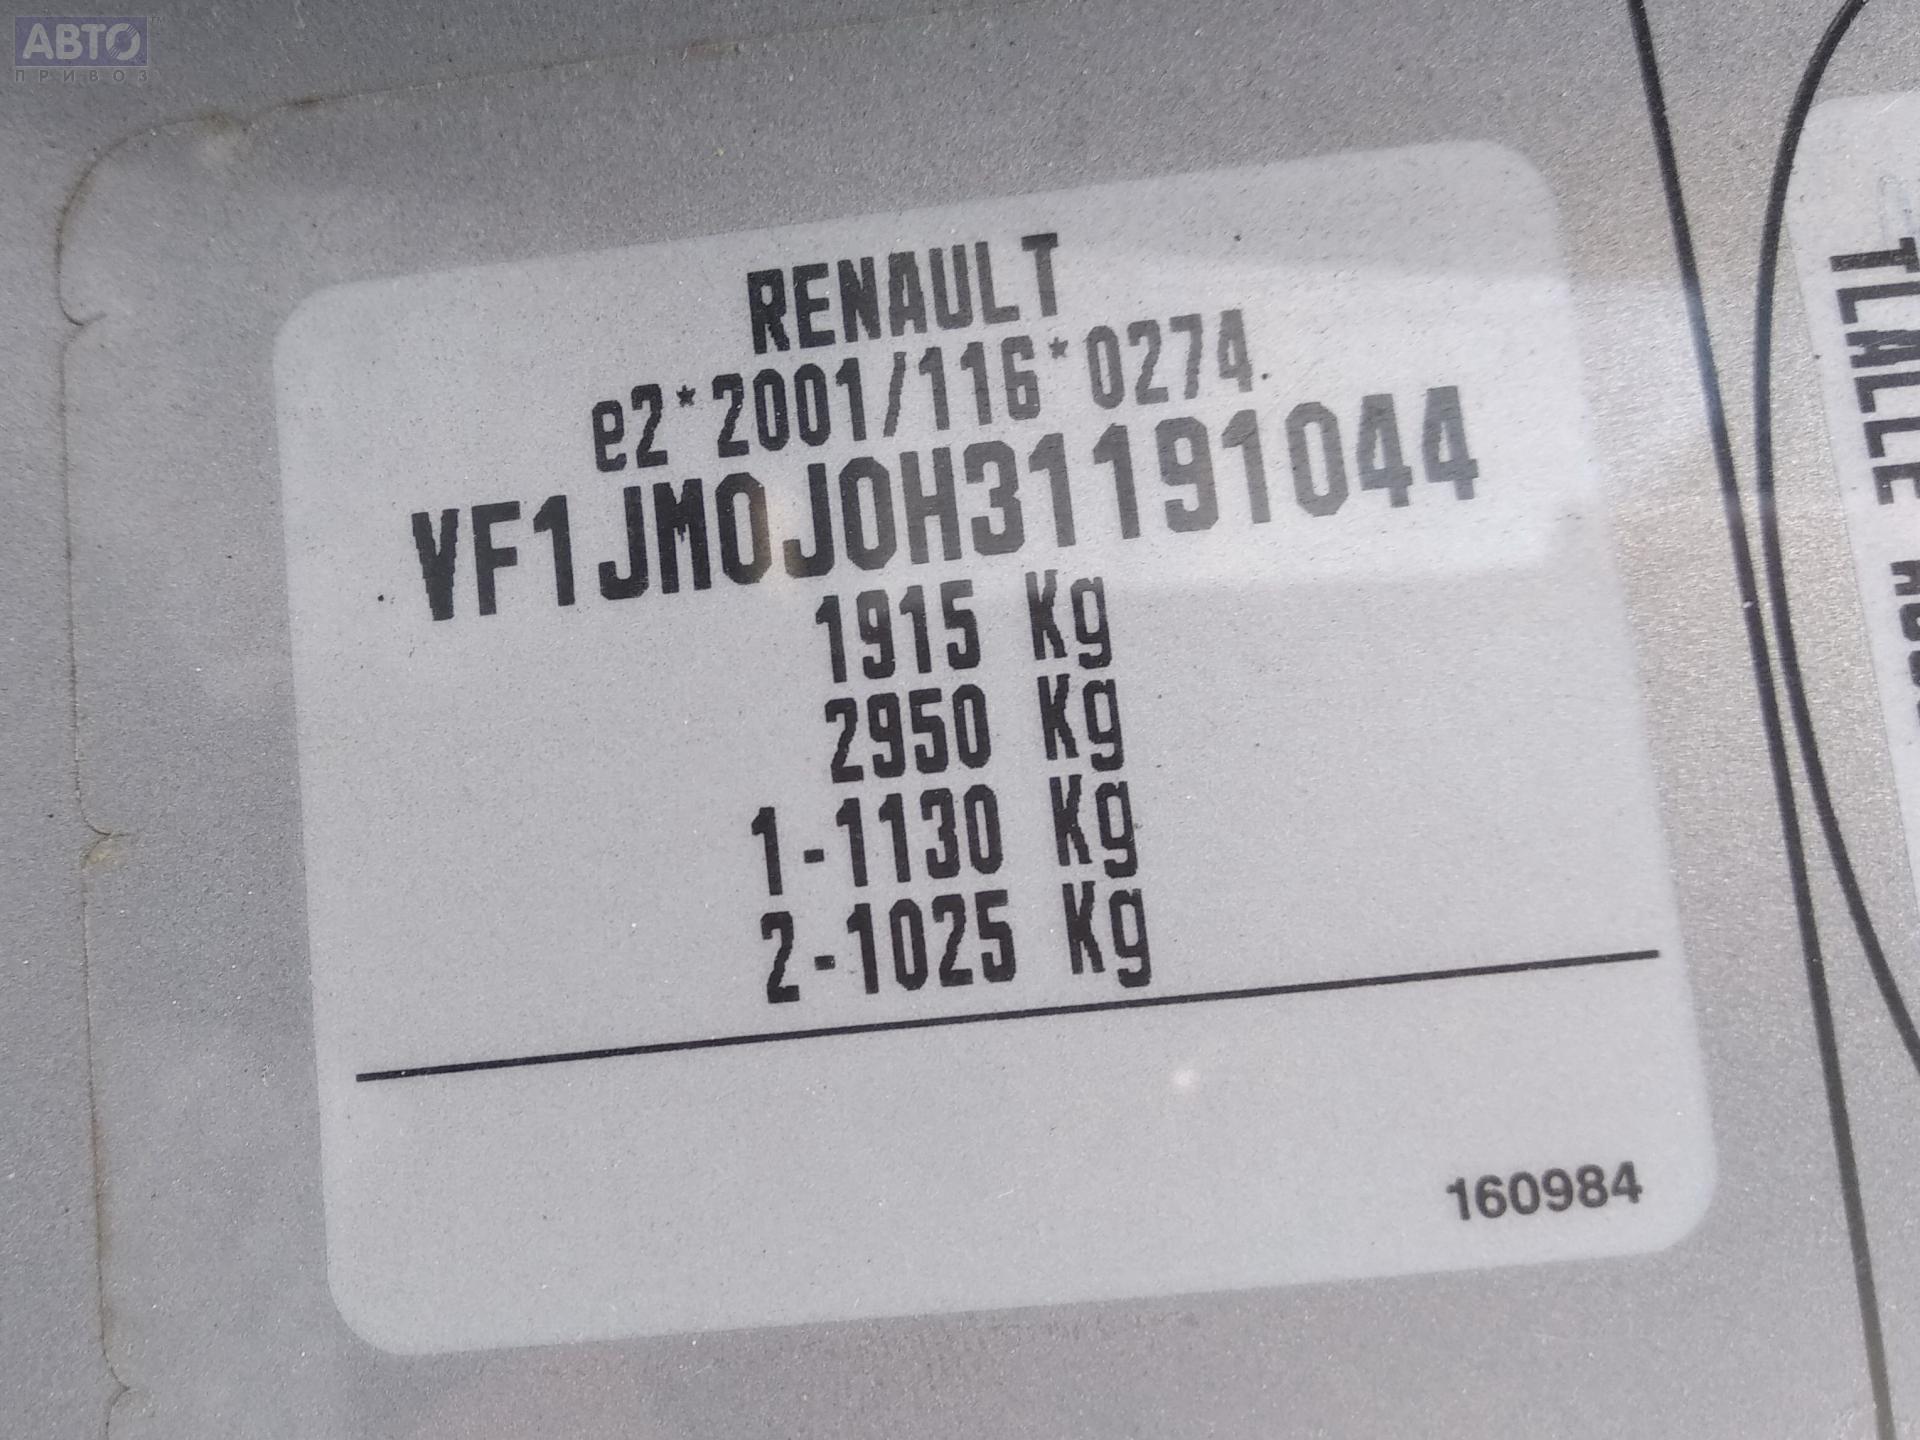 АВТО
ПРИВОЗ
RENAULT
e2*2001/116*0274
VF1JM0J0H31191044
1915 Kg
2950 Kg
1-1130 Kg
2-1025 Kg
160984
TLALLE